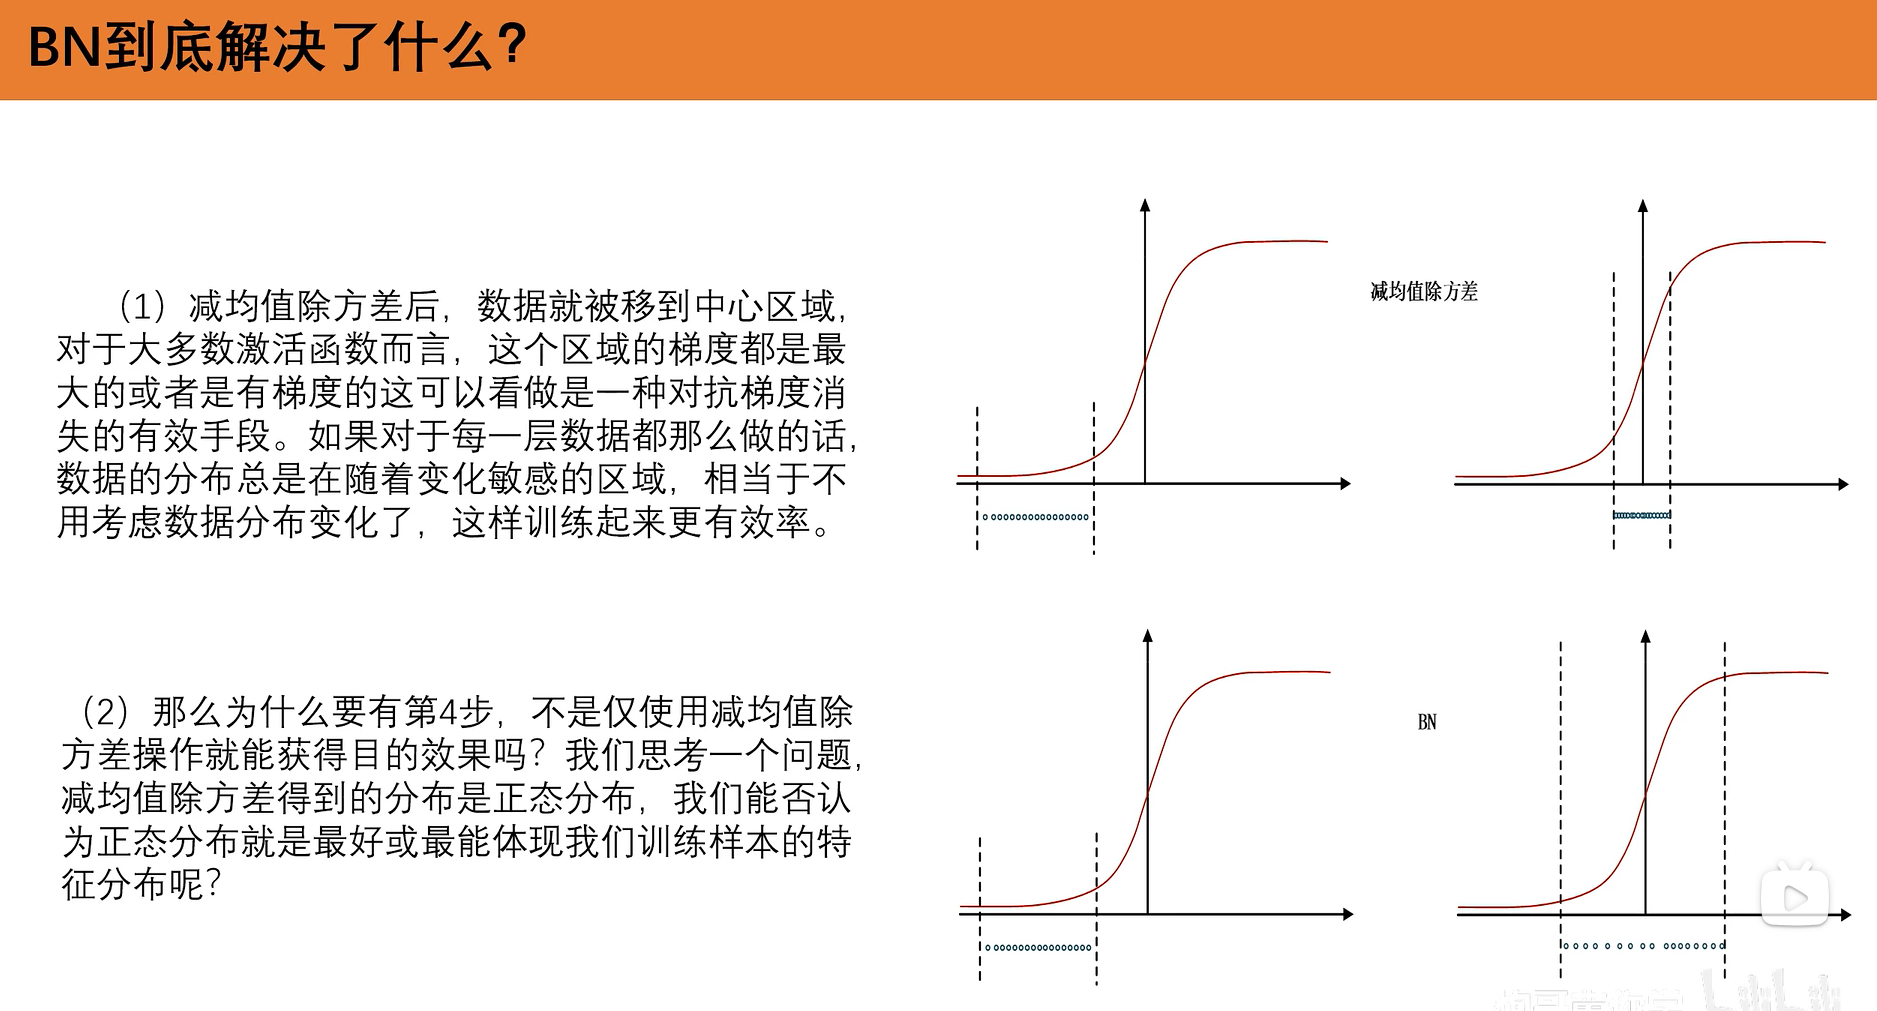 BN到底解决了什么？
（1）减均值除方差后，数据就被移到中心区域，
对于大多数激活函数而言，这个区域的梯度都是最
大的或者是有梯度的这可以看做是一种对抗梯度消
失的有效手段。如果对于每一层数据都那么做的话，
数据的分布总是在随着变化敏感的区域，相当于不
用考虑数据分布变化了，这样训练起来更有效率。
减均值除方差
（2）那么为什么要有第4步，不是仅使用减均值除
方差操作就能获得目的效果吗？我们思考一个问题，
减均值除方差得到的分布是正态分布，我们能否认
为正态分布就是最好或最能体现我们训练样本的特
征分布呢？
BN